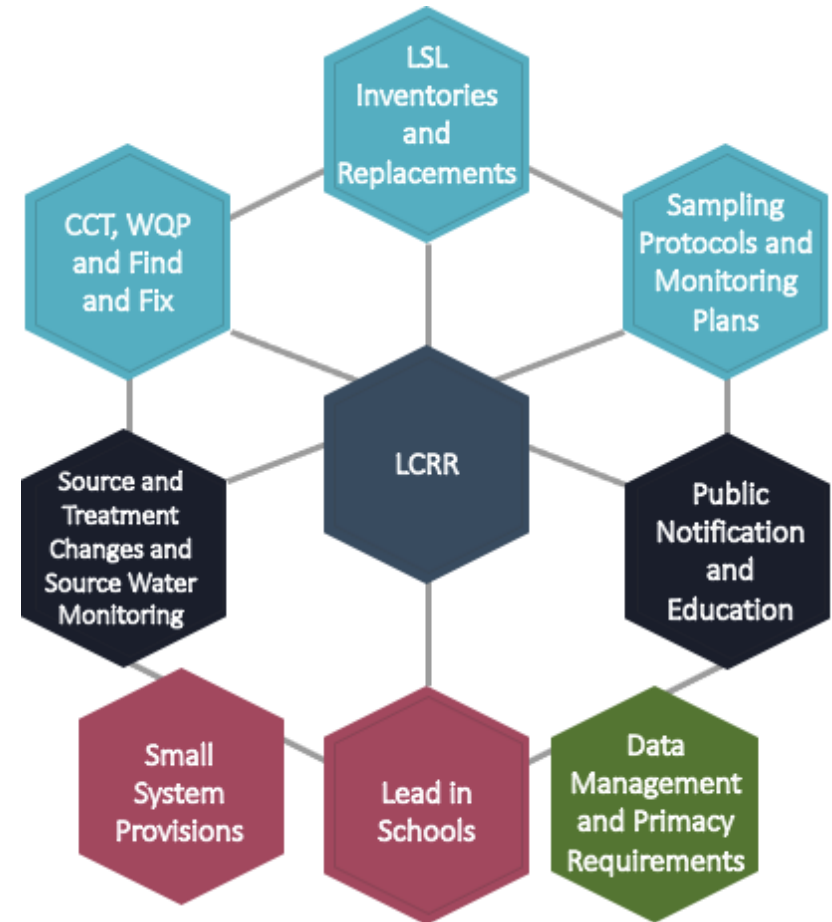 LSL
Inventories
and
Replacements
CCT, WQP
and Find
and Fix
Sampling
Protocols and
Monitoring
Plans
LCRR
Source and
Treatment
Changes and
Source Water
Monitoring
Public
Notification
and
Education
Small
System
Provisions
Lead in
Schools
Data
Management
and Primacy
Requirements